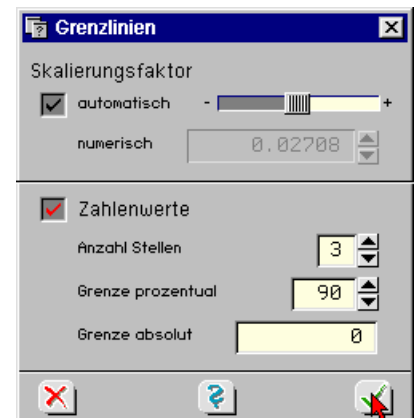 Grenzlinien
Skalierungsfaktor
automatisch - +
numerisch 0.02708
Zahlenwerte
Anzahl Stellen 3
Grenze prozentual 90
Grenze absolut 0